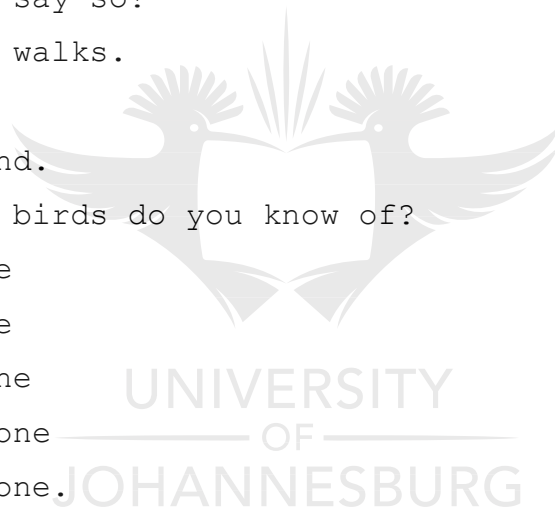 say so?
walks.
nd.
birds do you know of?
e
e
ne
one
one.
UNIVERSITY
OF
JOHANNESBURG